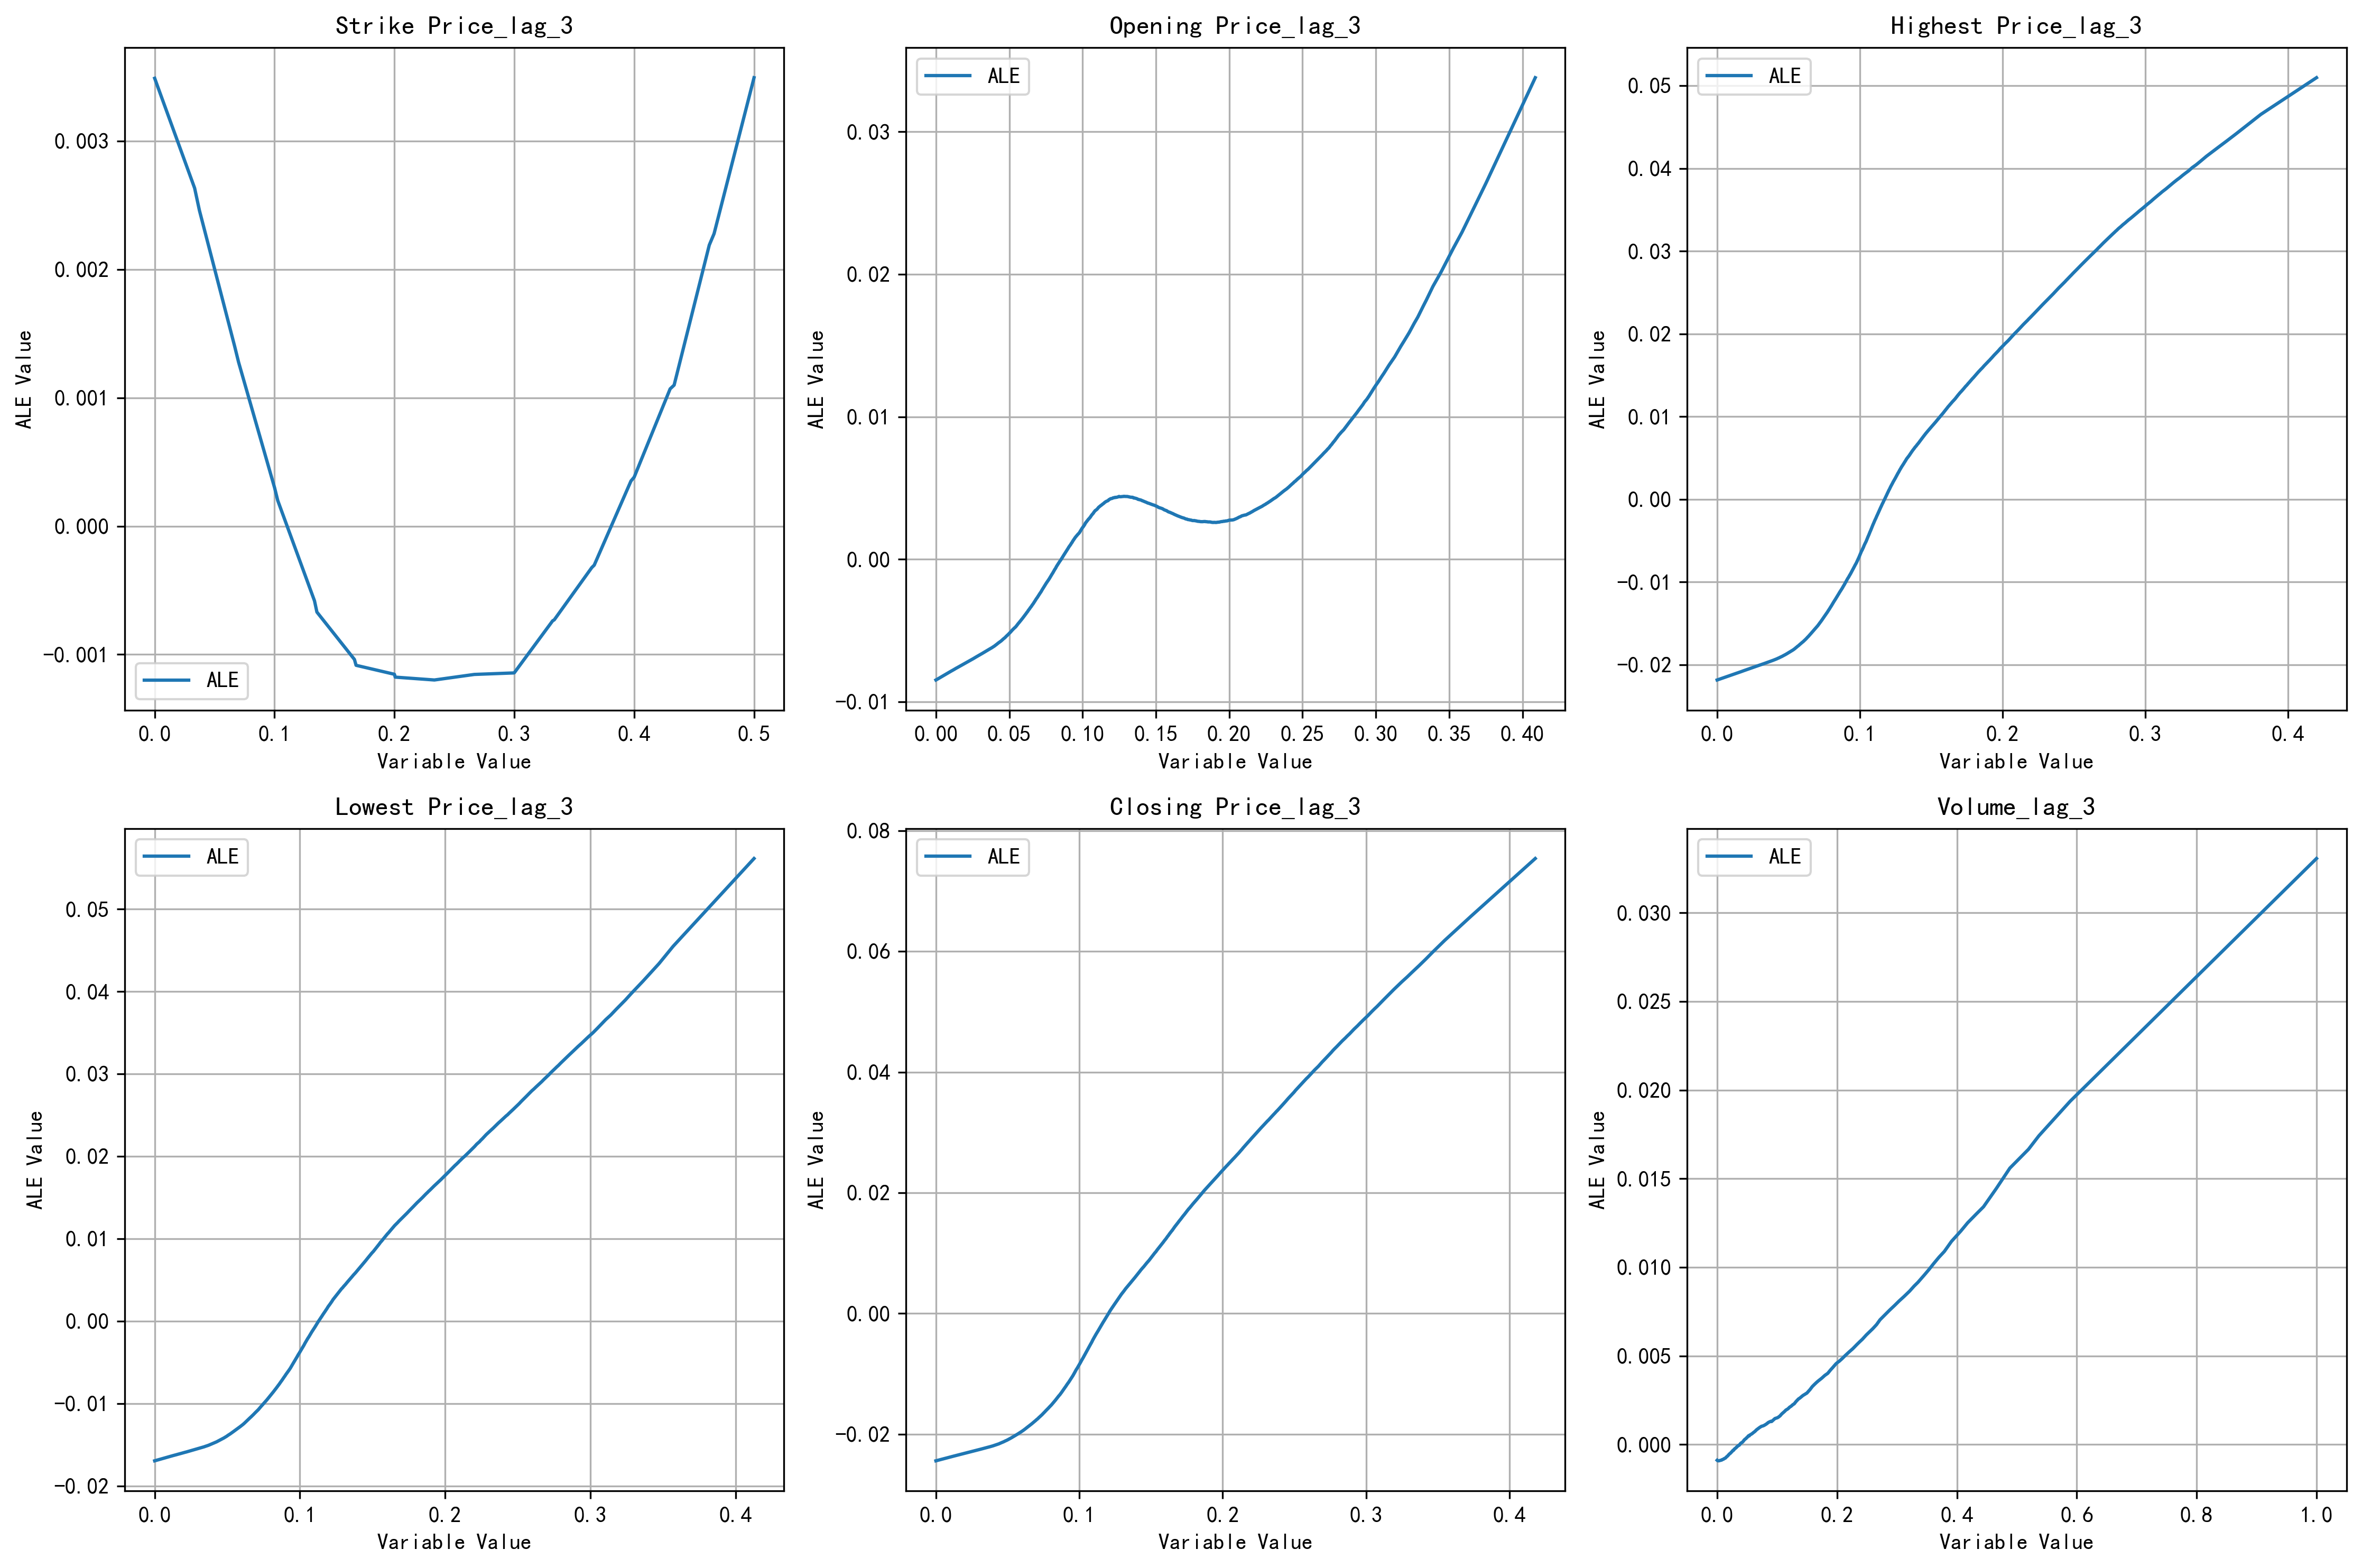 Strike Price_lag_3
0.003
0.002
0.001
0.000
-0.001
ALE Value
ALE
0.0 0.1 0.2 0.3 0.4 0.5
Variable Value
Opening Price_lag_3
ALE
0.03
0.02
0.01
0.00
-0.01
ALE Value
0.00 0.05 0.10 0.15 0.20 0.25 0.30 0.35 0.40
Variable Value
Highest Price_lag_3
ALE
0.05
0.04
0.03
0.02
0.01
0.00
-0.01
-0.02
ALE Value
0.0 0.1 0.2 0.3 0.4
Variable Value
Lowest Price_lag_3
ALE
0.05
0.04
0.03
0.02
0.01
0.00
-0.01
-0.02
ALE Value
0.0 0.1 0.2 0.3 0.4
Variable Value
Closing Price_lag_3
ALE
0.08
0.06
0.04
0.02
0.00
-0.02
ALE Value
0.0 0.1 0.2 0.3 0.4
Variable Value
Volume_lag_3
ALE
0.030
0.025
0.020
0.015
0.010
0.005
0.000
ALE Value
0.0 0.2 0.4 0.6 0.8 1.0
Variable Value